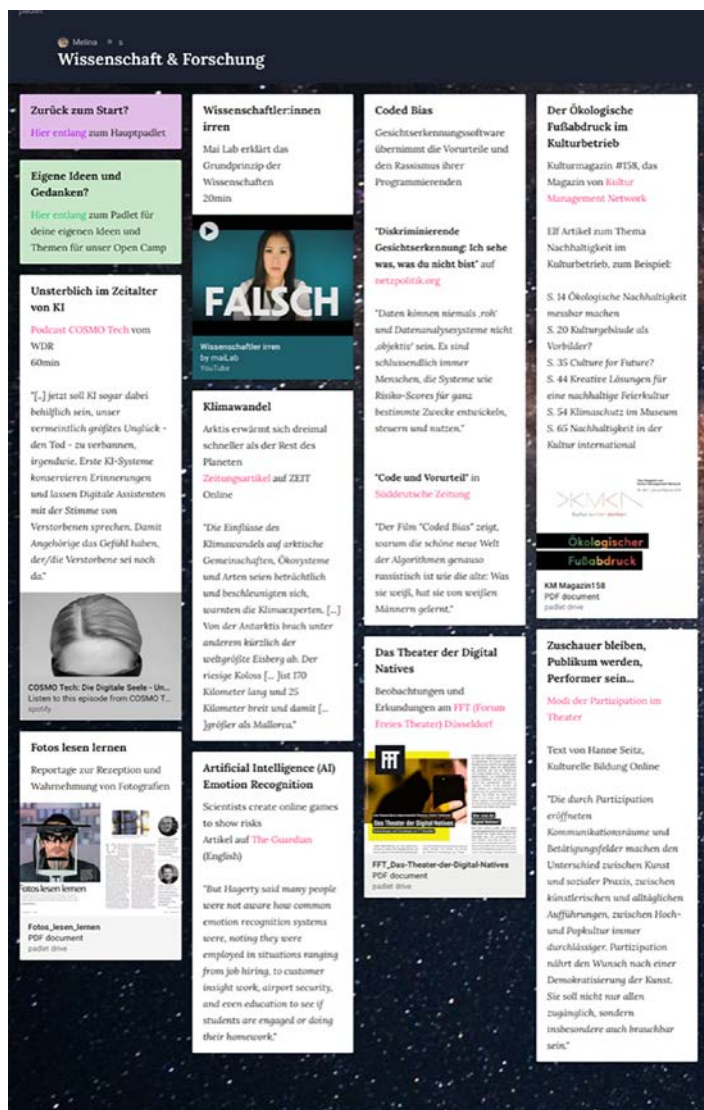 padlet
Melina
Wissenschaft & Forschung
Zurück zum Start?
Hier entlang zum Hauptpadlet
Eigene Ideen und
Gedanken?
Hier entlang zum Padlet für
deine eigenen Ideen und
Themen für unser Open Camp
Unsterblich im Zeitalter
von KI
Podcast COSMO Tech vom
WDR
60min
"[...] jetzt soll KI sogar dabei
behilflich sein, unser
vermeintlich größtes Unglück -
den Tod - zu verbannen,
irgendwie. Erste KI-Systeme
konservieren Erinnerungen
und lassen Digitale Assistenten
mit der Stimme von
Verstorbenen sprechen. Damit
Angehörige das Gefühl haben,
der/die Verstorbene sei noch
da."
COSMO Tech: Die Digitale Seele - Un...
Listen to this episode from COSMO T...
spotify
Fotos lesen lernen
Reportage zur Rezeption und
Wahrnehmung von Fotografien
Fotos lesen lernen
Fotos_lesen_lernen
PDF document
padlet drive
Wissenschaftler:innen
irren
Mai Lab erklärt das
Grundprinzip der
Wissenschaften
20min
FALSCH
Wissenschaftler irren
by maiLab
YouTube
Klimawandel
Arktis erwärmt sich dreimal
schneller als der Rest des
Planeten
Zeitungsartikel auf ZEIT
Online
"Die Einflüsse des
Klimawandels auf arktische
Gemeinschaften, Ökosysteme
und Arten seien beträchtlich
und beschleunigten sich,
warnten die Klimaexperten. [...]
Von der Antarktis brach unter
anderem kürzlich der
weltgrößte Eisberg ab. Der
riesige Koloss [... ]ist 170
Kilometer lang und 25
Kilometer breit und damit [...
]größer als Mallorca."
Artificial Intelligence (AI)
Emotion Recognition
Scientists create online games
to show risks
Artikel auf The Guardian
(English)
"But Hagerty said many people
were not aware how common
emotion recognition systems
were, noting they were
employed in situations ranging
from job hiring, to customer
insight work, airport security,
and even education to see if
students are engaged or doing
their homework."
Coded Bias
Gesichtserkennungssoftware
übernimmt die Vorurteile und
den Rassismus ihrer
Programmierenden
"Diskriminierende
Gesichtserkennung: Ich sehe
was, was du nicht bist" auf
netzpolitik.org
"Daten können niemals ‚roh'
und Datenanalysesysteme nicht
‚objektiv' sein. Es sind
schlussendlich immer
Menschen, die Systeme wie
Risiko-Scores für ganz
bestimmte Zwecke entwickeln,
steuern und nutzen."
"Code und Vorurteil" in
Süddeutsche Zeitung
"Der Film "Coded Bias" zeigt,
warum die schöne neue Welt
der Algorithmen genauso
rassistisch ist wie die alte: Was
sie weiß, hat sie von weißen
Männern gelernt."
Das Theater der Digital
Natives
Beobachtungen und
Erkundungen am FFT (Forum
Freies Theater) Düsseldorf
FFT
Das Theater der Digital Natives
FFT_Das-Theater-der-Digital-Natives
PDF document
padlet drive
Der Ökologische
Fußabdruck im
Kulturbetrieb
Kulturmagazin #158, das
Magazin von Kultur
Management Network
Elf Artikel zum Thema
Nachhaltigkeit im
Kulturbetrieb, zum Beispiel:
S. 14 Ökologische Nachhaltigkeit
messbar machen
S. 20 Kulturgebäude als
Vorbilder?
S. 35 Culture for Future?
S. 44 Kreative Lösungen für
eine nachhaltige Feierkultur
S. 54 Klimaschutz im Museum
S. 65 Nachhaltigkeit in der
Kultur international
Ökologischer
Fußabdruck
KM Magazin158
PDF document
padlet drive
Zuschauer bleiben,
Publikum werden,
Performer sein...
Modi der Partizipation im
Theater
Text von Hanne Seitz,
Kulturelle Bildung Online
"Die durch Partizipation
eröffneten
Kommunikationsräume und
Betätigungsfelder machen den
Unterschied zwischen Kunst
und sozialer Praxis, zwischen
künstlerischen und alltäglichen
Aufführungen, zwischen Hoch-
und Popkultur immer
durchlässiger. Partizipation
nährt den Wunsch nach einer
Demokratisierung der Kunst.
Sie soll nicht nur allen
zugänglich, sondern
insbesondere auch brauchbar
sein."